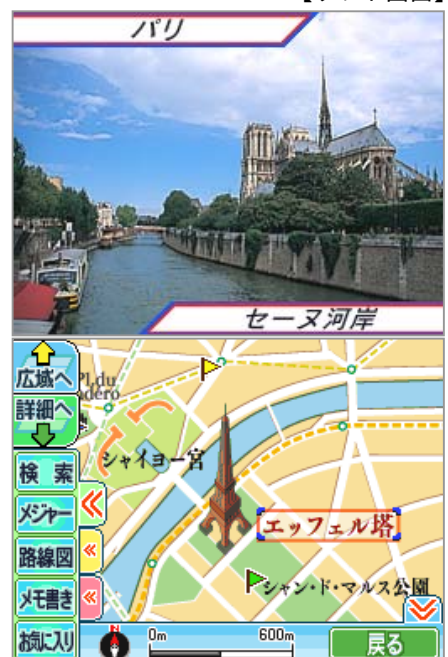 パリ
セーヌ河岸
広域へ
Pl.du
詳細へ
検 索
シャイヨー宮
メジャー
エッフェル塔
路線図
シャン・ド・マルス公園
メモ書き
お気に入り
N
0m
600m
戻る